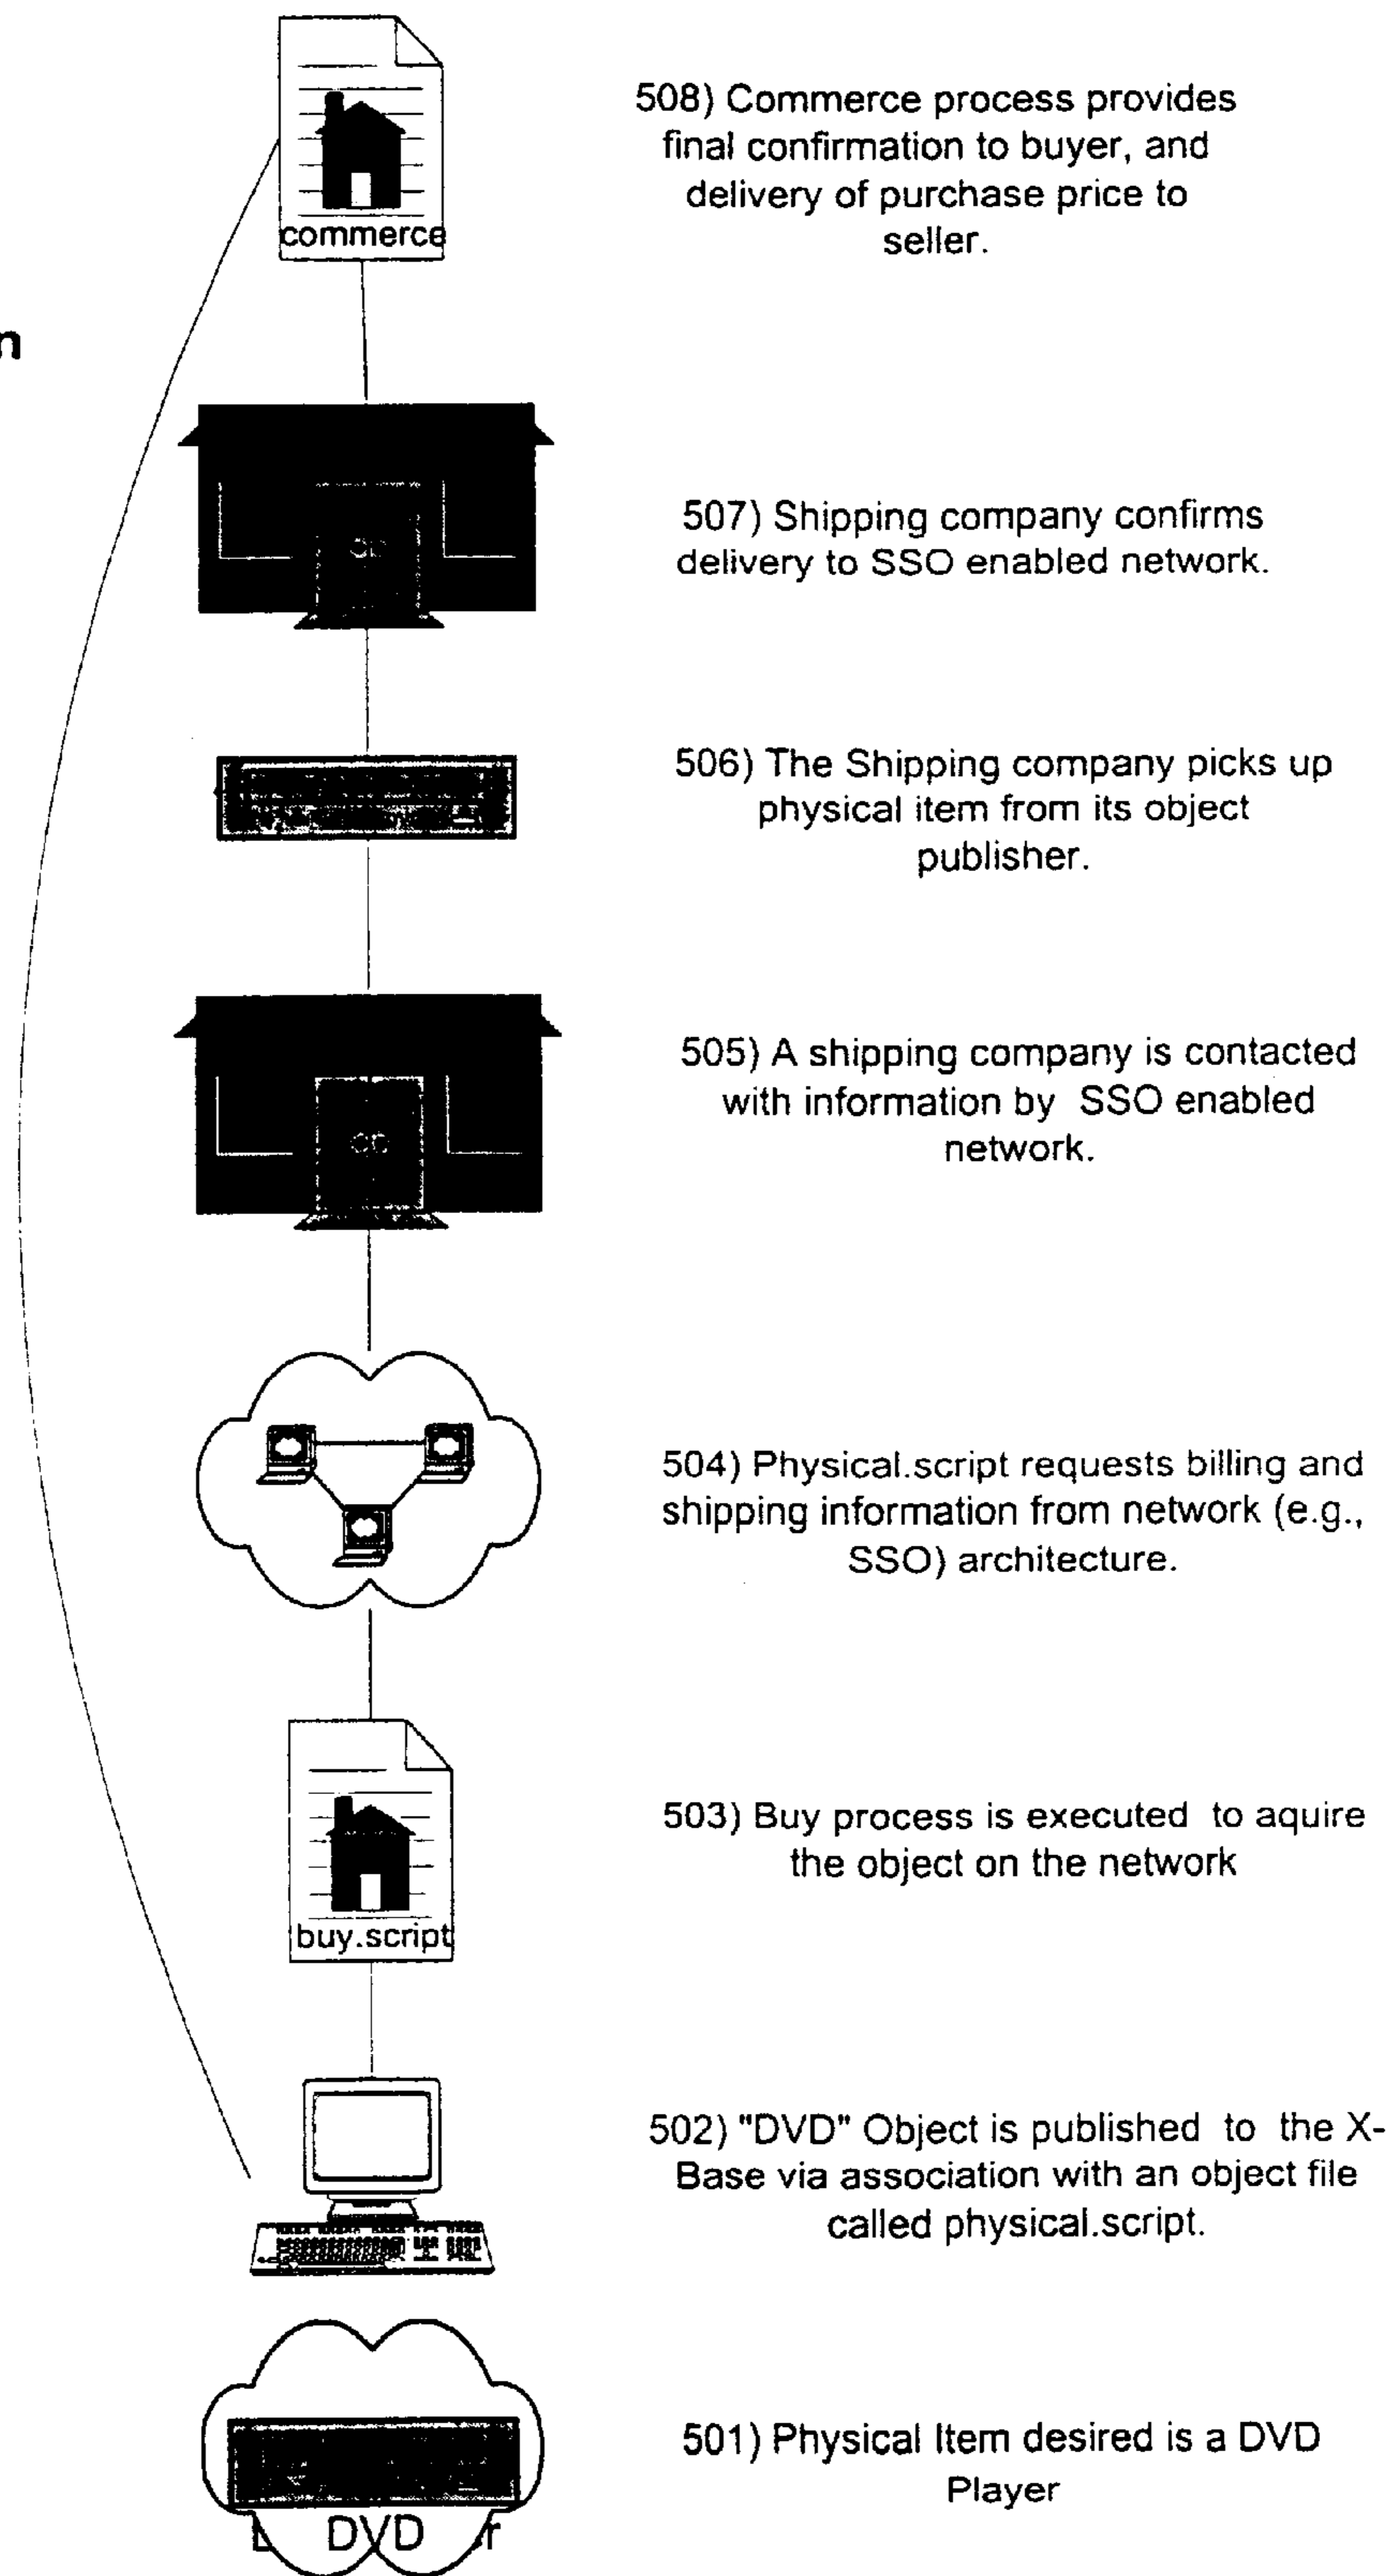 508) Commerce process provides
final confirmation to buyer, and
delivery of purchase price to
seller.
commerce
507) Shipping company confirms
delivery to SSO enabled network.
506) The Shipping company picks up
physical item from its object
publisher.
505) A shipping company is contacted
with information by SSO enabled
network.
504) Physical.script requests billing and
shipping information from network (e.g.,
SSO) architecture.
503) Buy process is executed to aquire
the object on the network
buy.script
502) "DVD" Object is published to the X-
Base via association with an object file
called physical.script.
501) Physical Item desired is a DVD
Player
DVD